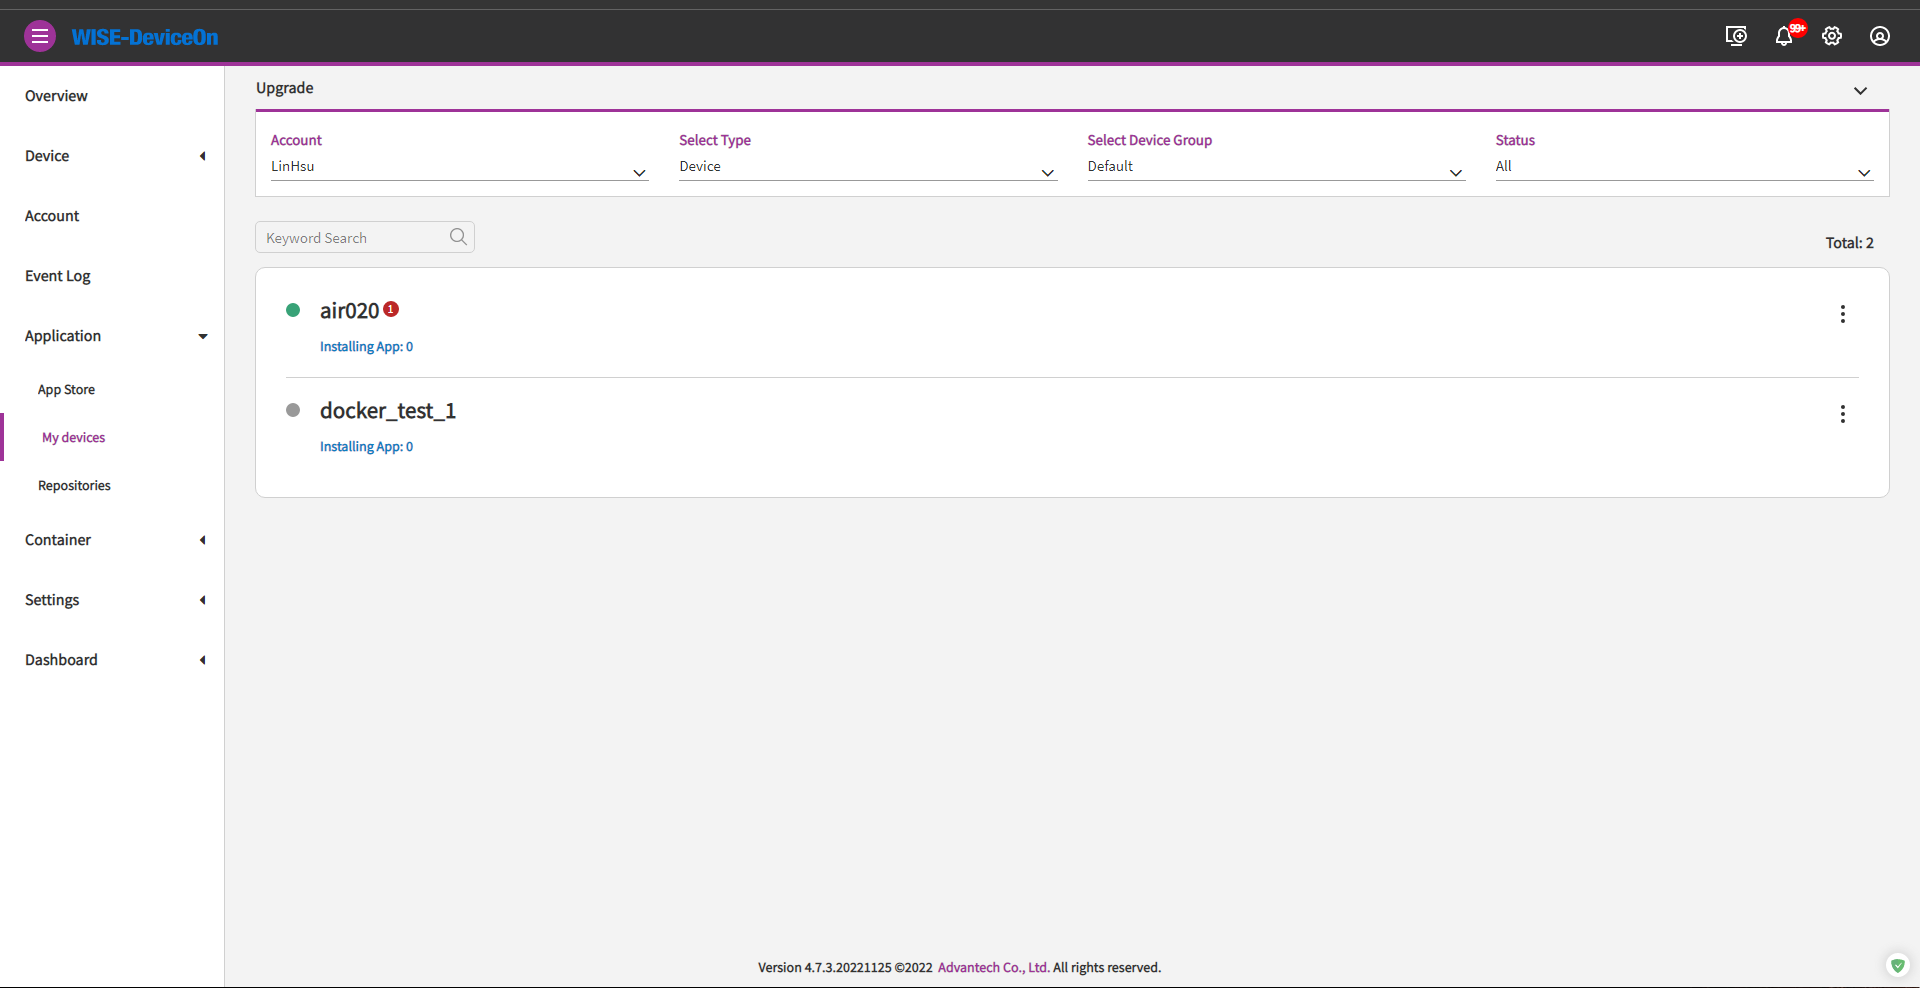 WISE-DeviceOn
99+
Overview
Device
Account
Event Log
Application
App Store
My devices
Repositories
Container
Settings
Dashboard
Upgrade
Account
LinHsu
Select Type
Device
Select Device Group
Default
Status
All
Keyword Search
Total: 2
air020 1
Installing App: 0
docker_test_1
Installing App: 0
Version 4.7.3.20221125 ©2022 Advantech Co., Ltd. All rights reserved.